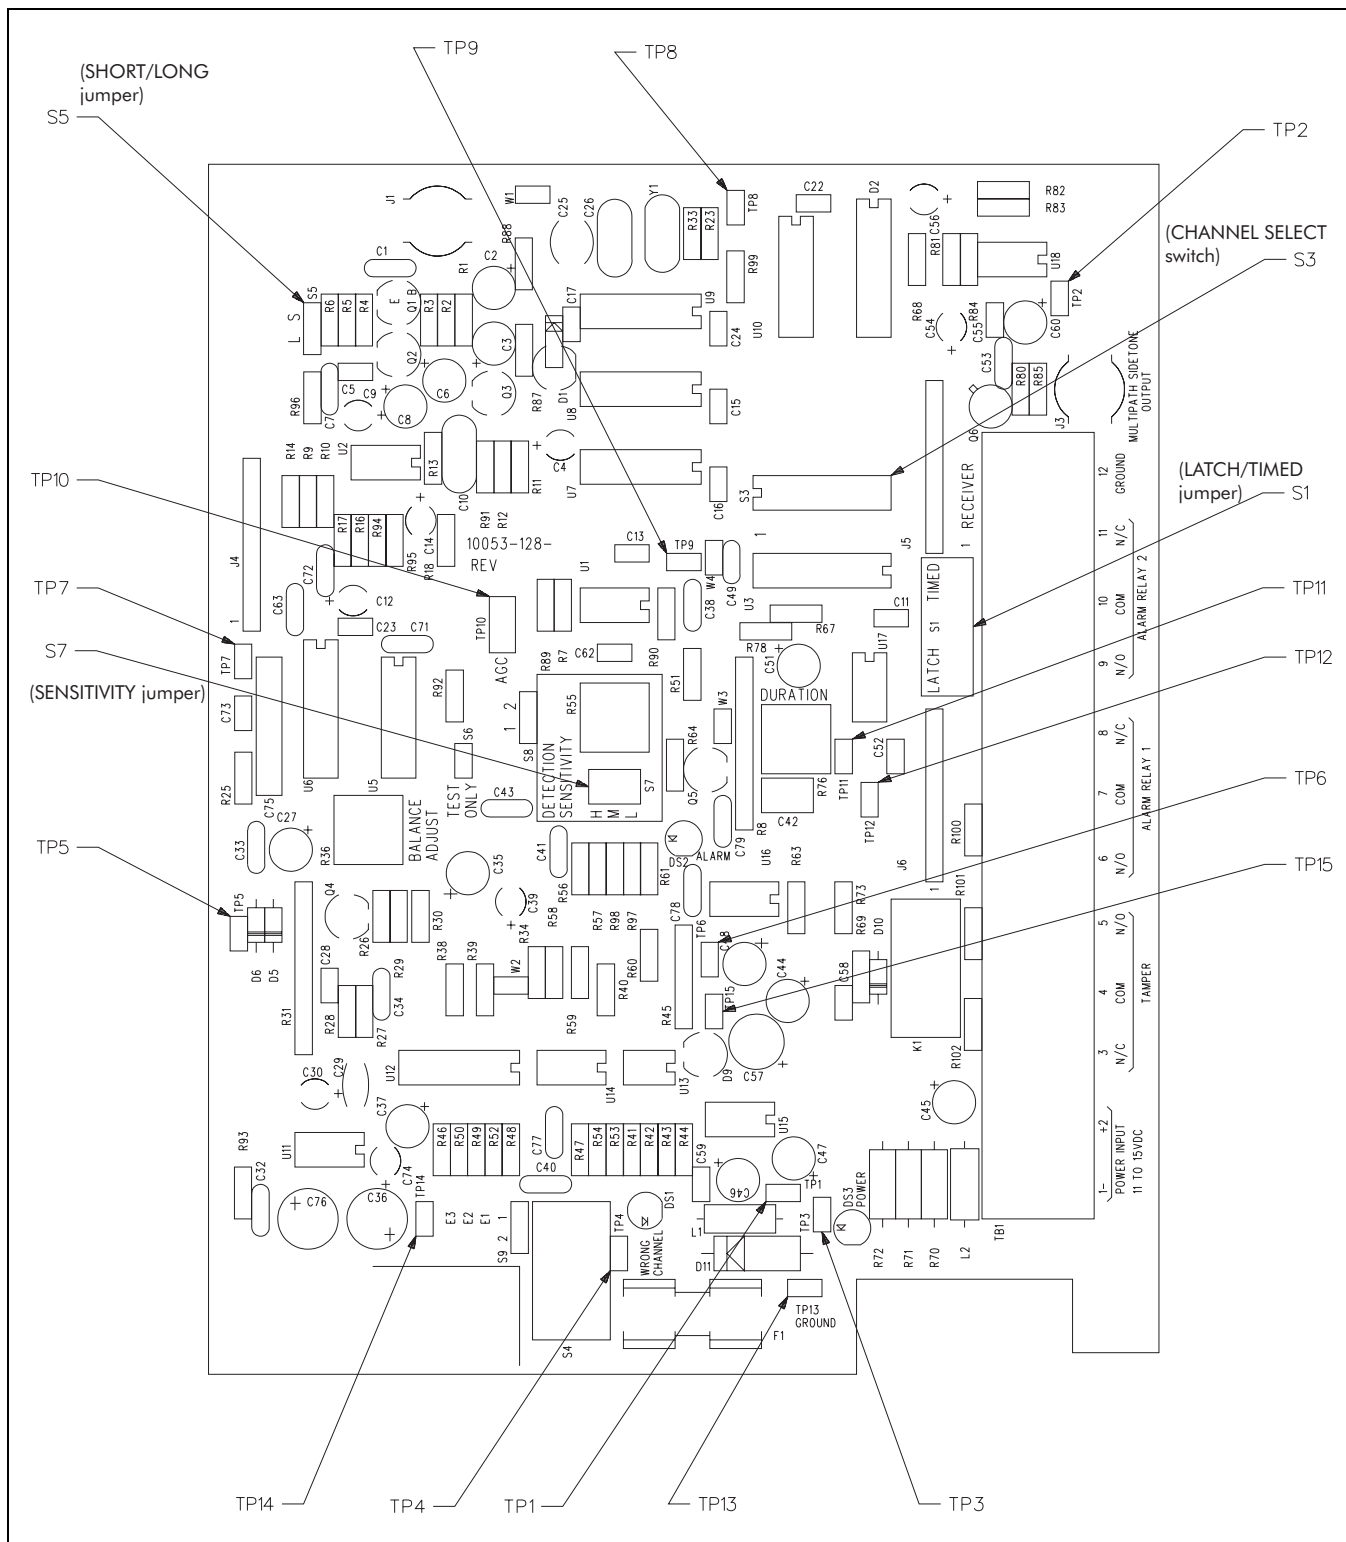 TP9
TP8
(SHORT/LONG
jumper)
S5
TP2
(CHANNEL SELECT
switch)
S3
TP10
(LATCH/TIMED
jumper)
S1
TP7
TP11
S7
(SENSITIVITY jumper)
TP12
TP6
TP5
TP15
TP14
TP4
TP1
TP13
TP3
J1
W1
R88
C25
C26
Y1
R33
R23
TP8
C22
D2
C56
R82
R83
C1
R1
C2
R99
R81
U18
TP2
S5
L S
R6
R5
R4
E
Q1
B
R3
R2
C17
U9
C24
U10
R68
C54
C55
R84
C60
Q2
C3
C53
R80
R85
R96
C7
C5
C9
C8
C6
Q3
R87
D1
U8
C15
Q6
J3
MULTIPATH SIDETONE
OUTPUT
R14
R9
R10
U2
R13
C10
R11
C4
U7
C16
S3
1
1 RECEIVER
12
GROUND
J4
1
R17
R16
R94
R95
C14
R18
R91
R12
10053-128-
REV
C13
TP9
W4
C49
J5
11
N/C
C63
C72
C12
C23
C71
TP10
AGC
U1
C38
U3
R67
R78
C11
U17
LATCH S1 TIMED
10
COM
ALARM RELAY 2
9
N/O
TP7
C73
R25
C75
U6
U5
R92
R89
R7
C62
R90
R51
C51
DURATION
W3
S6
TEST
ONLY
1 2
S8
R55
DETECTION
SENSITIVITY
H M L
S7
R64
Q5
R76
TP11
C52
TP12
C42
8
N/C
7
COM
ALARM RELAY 1
6
N/O
C33
C27
R36
BALANCE
ADJUST
C43
C41
C35
DS2
ALARM
C79
R8
U16
R63
J6
1
R100
R101
TP5
D6
D5
Q4
R26
R30
C39
R34
R56
R58
R57
R98
R97
R61
C78
TP6
C48
R73
R69
D10
5
N/O
4
COM
TAMPER
3
N/C
R31
C28
R28
R29
C34
R27
R38
R39
W2
R59
R40
R60
R45
TP15
C44
C58
K1
R102
C30
C29
C37
U12
U14
U13
D9
C57
C45
R93
C32
U11
C74
C76
C36
TP14
R46
R50
R49
R52
R48
C77
C40
R47
R54
R53
R41
R42
R43
R44
C59
U15
C46
C47
TP1
TP3
DS3
POWER
R72
R71
R70
L2
TB1
1- +2
POWER INPUT
11 TO 15VDC
E3
E2
E1
S9
2 1
S4
TP4
DS1
WRONG
CHANNEL
L1
D11
TP13
GROUND
F1